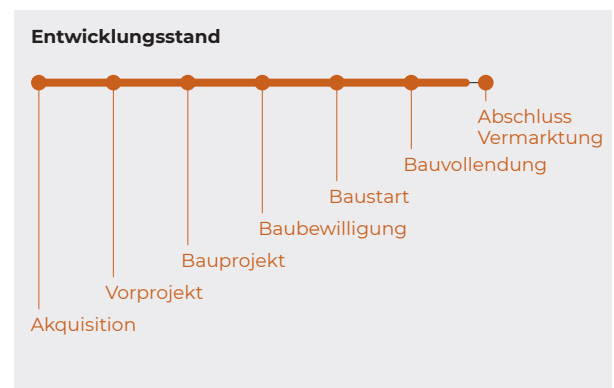 Entwicklungsstand
Abschluss
Vermarktung
Bauvollendung
Baustart
Baubewilligung
Bauprojekt
Vorprojekt
Akquisition